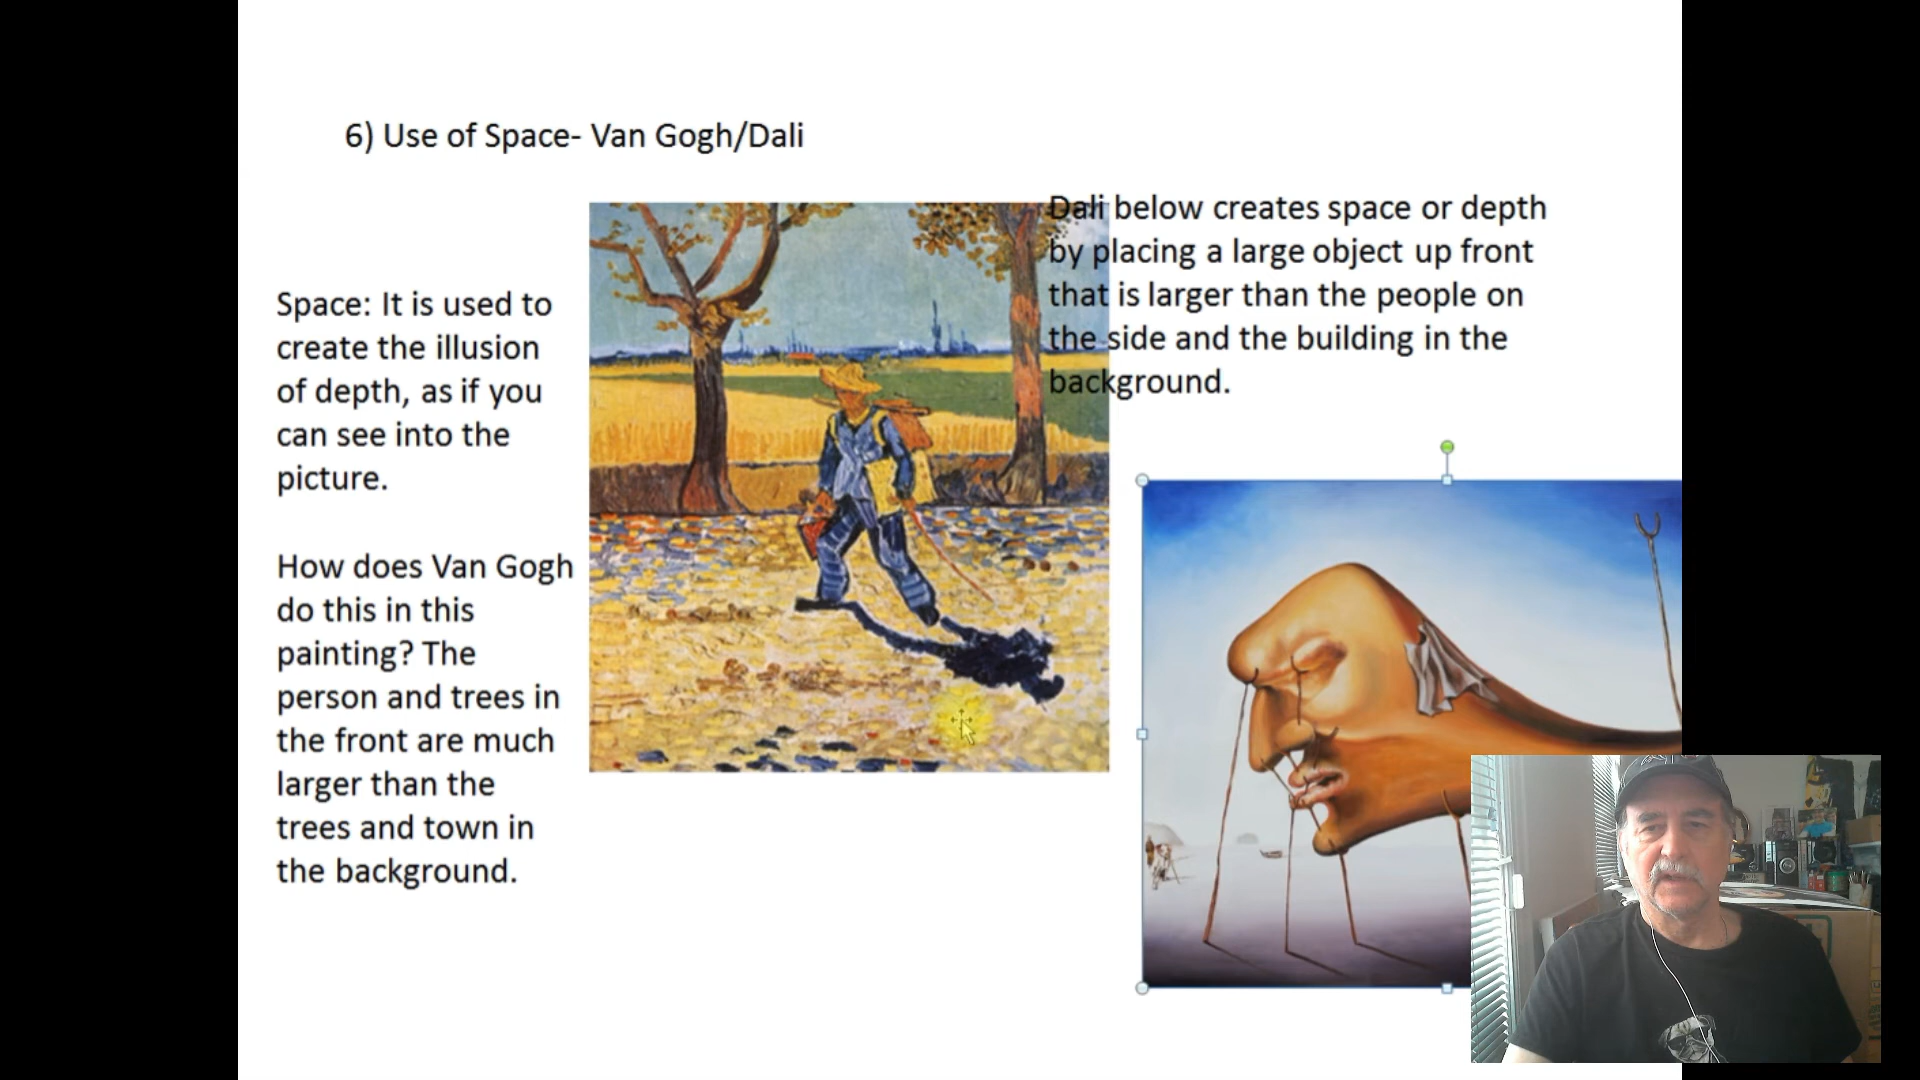 6) Use of Space- Van Gogh/Dali
Space: It is used to
create the illusion
of depth, as if you
can see into the
picture.
How does Van Gogh
do this in this
painting? The
person and trees in
the front are much
larger than the
trees and town in
the background.
Dali below creates space or depth
by placing a large object up front
that is larger than the people on
the side and the building in the
background.